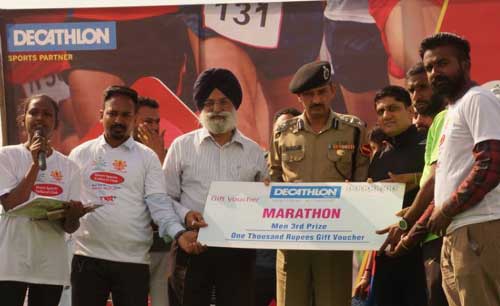 131
DECATHLON
SPORTS PARTNER
Gift Voucher
DECATHLON
MARATHON
Men 3rd Prize
One Thousand Rupees Gift Voucher